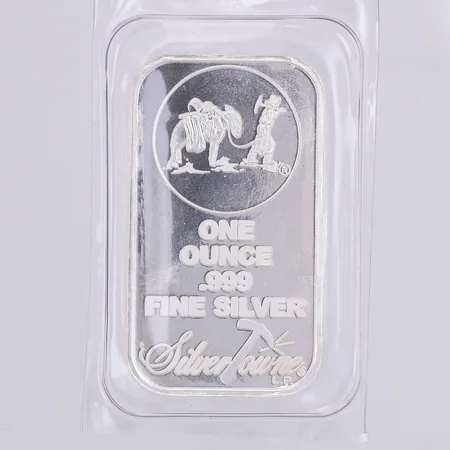 ®
ONE
OUNCE
.999
FINE SILVER
SilverTowne®
L.P.